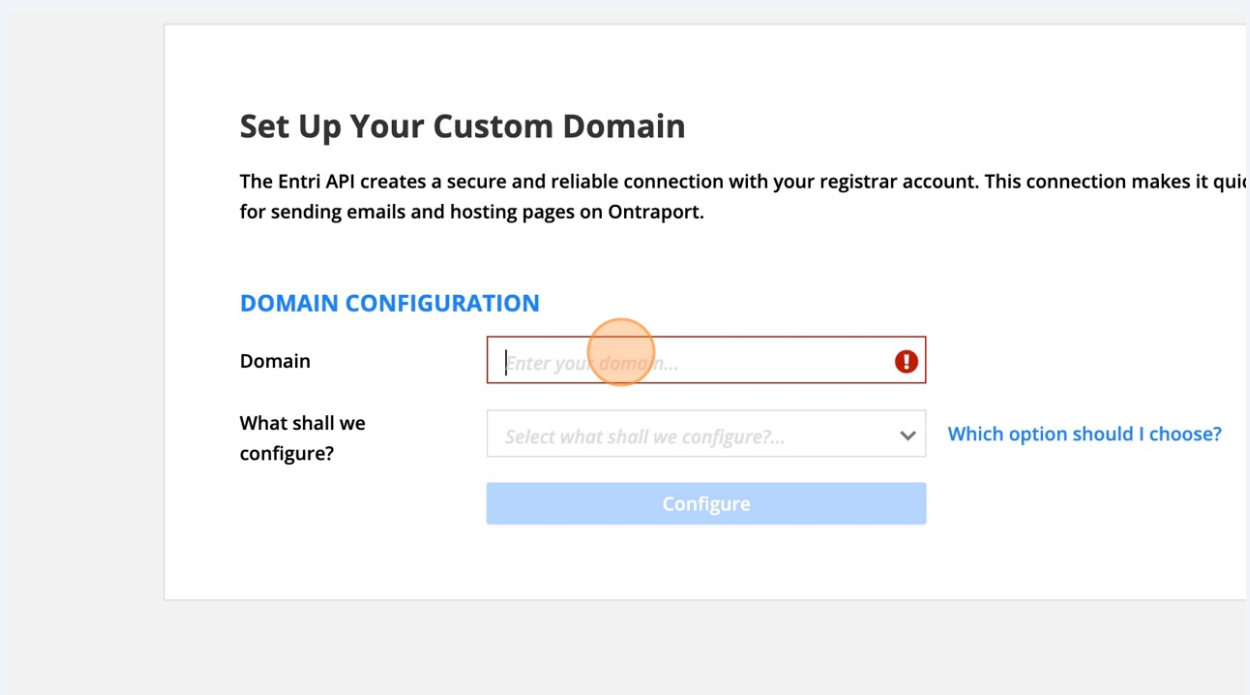 Set Up Your Custom Domain
The Entri API creates a secure and reliable connection with your registrar account. This connection makes it
for sending emails and hosting pages on Ontraport.
DOMAIN CONFIGURATION
Domain
Enter your domain...
What shall we
configure?
Select what shall we configure?...
Which option should I choose?
Configure